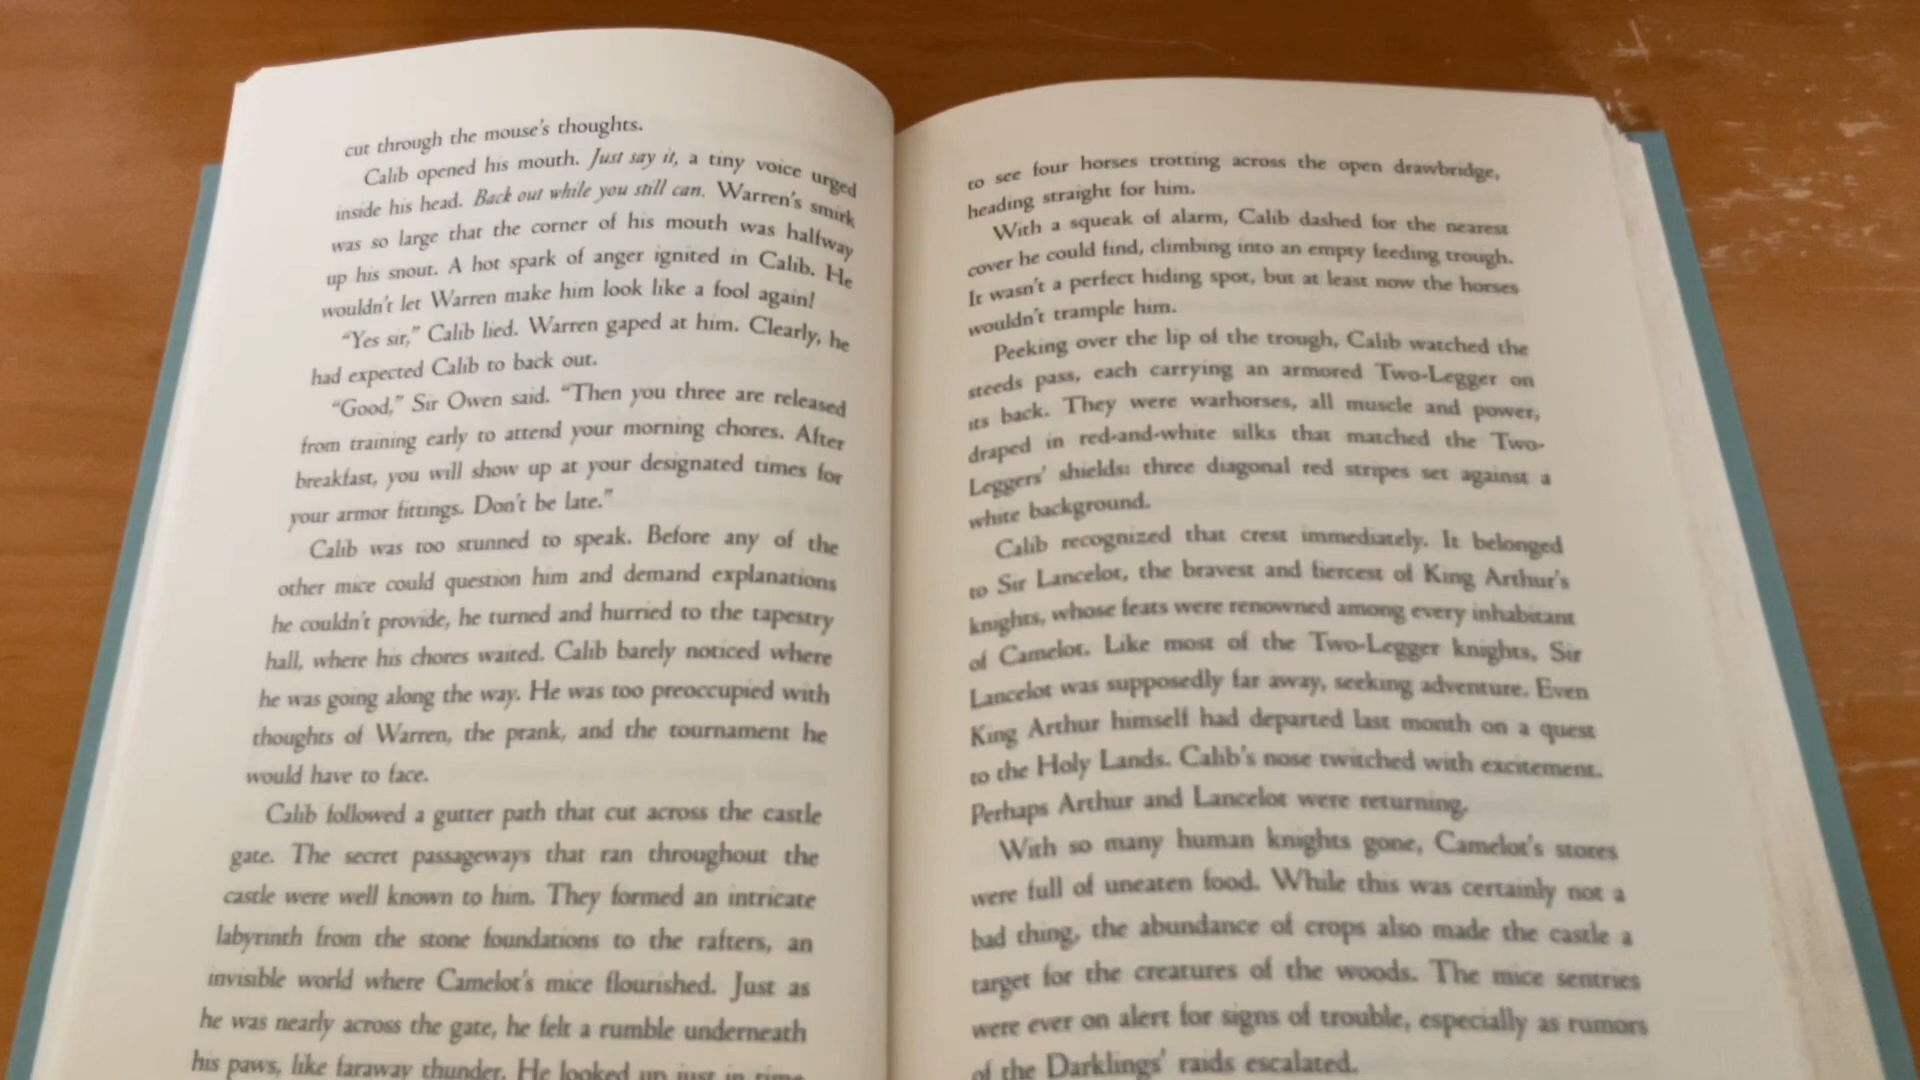 cut through the mouse's thoughts.
Calib opened his mouth. Just say it, a tiny voice urged
inside his head. Back out while you still can. Warren's smirk
was so large that the corner of his mouth was halfway
up his snout. A hot spark of anger ignited in Calib. He
wouldn't let Warren make him look like a fool again!
“Yes sir,” Calib lied. Warren gaped at him. Clearly, he
had expected Calib to back out.
“Good,” Sir Owen said. “Then you three are released
from training early to attend your morning chores. After
breakfast, you will show up at your designated times for
your armor fittings. Don't be late.”
Calib was too stunned to speak. Before any of the
other mice could question him and demand explanations
he couldn't provide, he turned and hurried to the tapestry
hall, where his chores waited. Calib barely noticed where
he was going along the way. He was too preoccupied with
thoughts of Warren, the prank, and the tournament he
would have to face.
Calib followed a gutter path that cut across the castle
gate. The secret passageways that ran throughout the
castle were well known to him. They formed an intricate
labyrinth from the stone foundations to the rafters, an
invisible world where Camelot's mice flourished. Just as
he was nearly across the gate, he felt a rumble underneath
his paws, like faraway thunder. He looked up just in time
to see four horses trotting across the open drawbridge,
heading straight for him.
With a squeak of alarm, Calib dashed for the nearest
cover he could find, climbing into an empty feeding trough.
It wasn't a perfect hiding spot, but at least now the horses
wouldn't trample him.
Peeking over the lip of the trough, Calib watched the
steeds pass, each carrying an armored Two-Legger on
its back. They were warhorses, all muscle and power,
draped in red-and-white silks that matched the Two-
Leggers' shields: three diagonal red stripes set against a
white background.
Calib recognized that crest immediately. It belonged
to Sir Lancelot, the bravest and fiercest of King Arthur's
knights, whose feats were renowned among every inhabitant
of Camelot. Like most of the Two-Legger knights, Sir
Lancelot was supposedly far away, seeking adventure. Even
King Arthur himself had departed last month on a quest
to the Holy Lands. Calib's nose twitched with excitement.
Perhaps Arthur and Lancelot were returning.
With so many human knights gone, Camelot's stores
were full of uneaten food. While this was certainly not a
bad thing, the abundance of crops also made the castle a
target for the creatures of the woods. The mice sentries
were ever on alert for signs of trouble, especially as rumors
of the Darklings' raids escalated.